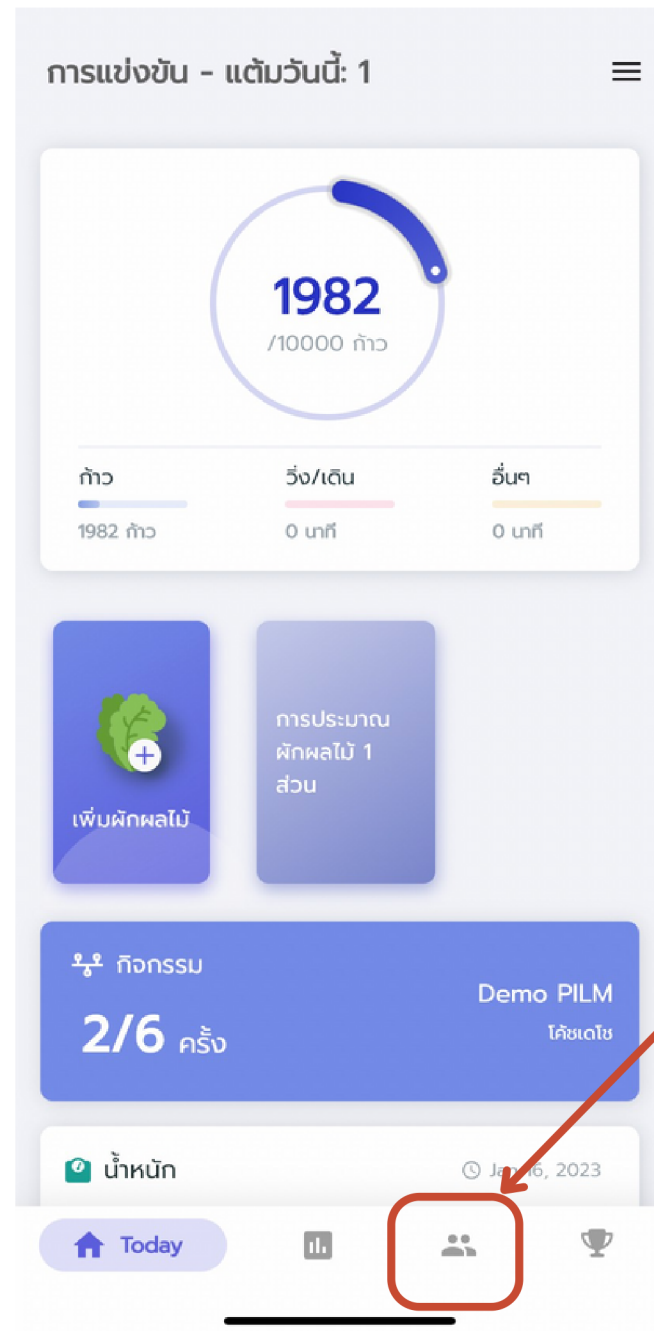 การแข่งขัน - แต้มวันนี้: 1
1982
/10000 ก้าว
ก้าว วิ่ง/เดิน อื่นๆ
1982 ก้าว 0 นาที 0 นาที
การประมาณ
ผักผลไม้ 1
ส่วน
เพิ่มผักผลไม้
กิจกรรม
Demo PILM
2/6 ครั้ง
โค้ชเดโช
น้ำหนัก
Jan 16, 2023
Today